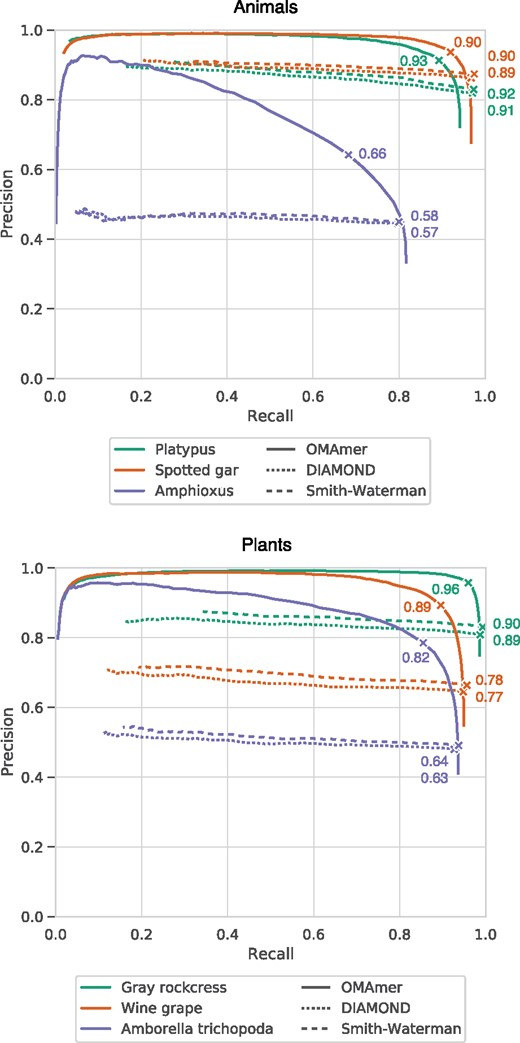 Animals
1.0
0.8
0.6
0.4
0.2
0.0
Precision
0.90
0.93
0.90
0.89
0.92
0.91
0.66
0.58
0.57
0.0 0.2 0.4 0.6 0.8 1.0
Recall
Platypus OMAmer
Spotted gar DIAMOND
Amphioxus Smith-Waterman
Plants
1.0
0.8
0.6
0.4
0.2
0.0
Precision
0.96
0.89
0.90
0.89
0.82
0.78
0.77
0.64
0.63
0.0 0.2 0.4 0.6 0.8 1.0
Recall
Gray rockcress OMAmer
Wine grape DIAMOND
Amborella trichopoda Smith-Waterman